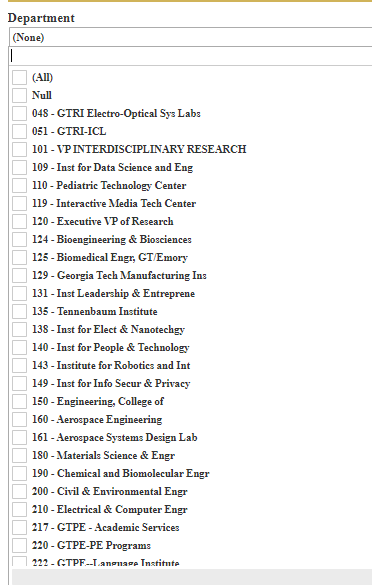 Department
(None)
(All)
Null
048 - GTRI Electro-Optical Sys Labs
051 - GTRI-ICL
101 - VP INTERDISCIPLINARY RESEARCH
109 - Inst for Data Science and Eng
110 - Pediatric Technology Center
119 - Interactive Media Tech Center
120 - Executive VP of Research
124 - Bioengineering & Biosciences
125 - Biomedical Engr, GT/Emory
129 - Georgia Tech Manufacturing Ins
131 - Inst Leadership & Entreprene
135 - Tennenbaum Institute
138 - Inst for Elect & Nanotechgy
140 - Inst for People & Technology
143 - Institute for Robotics and Int
149 - Inst for Info Secur & Privacy
150 - Engineering, College of
160 - Aerospace Engineering
161 - Aerospace Systems Design Lab
180 - Materials Science & Engr
190 - Chemical and Biomolecular Engr
200 - Civil & Environmental Engr
210 - Electrical & Computer Engr
217 - GTPE - Academic Services
220 - GTPE-PE Programs
222 - GTPE--Language Institute